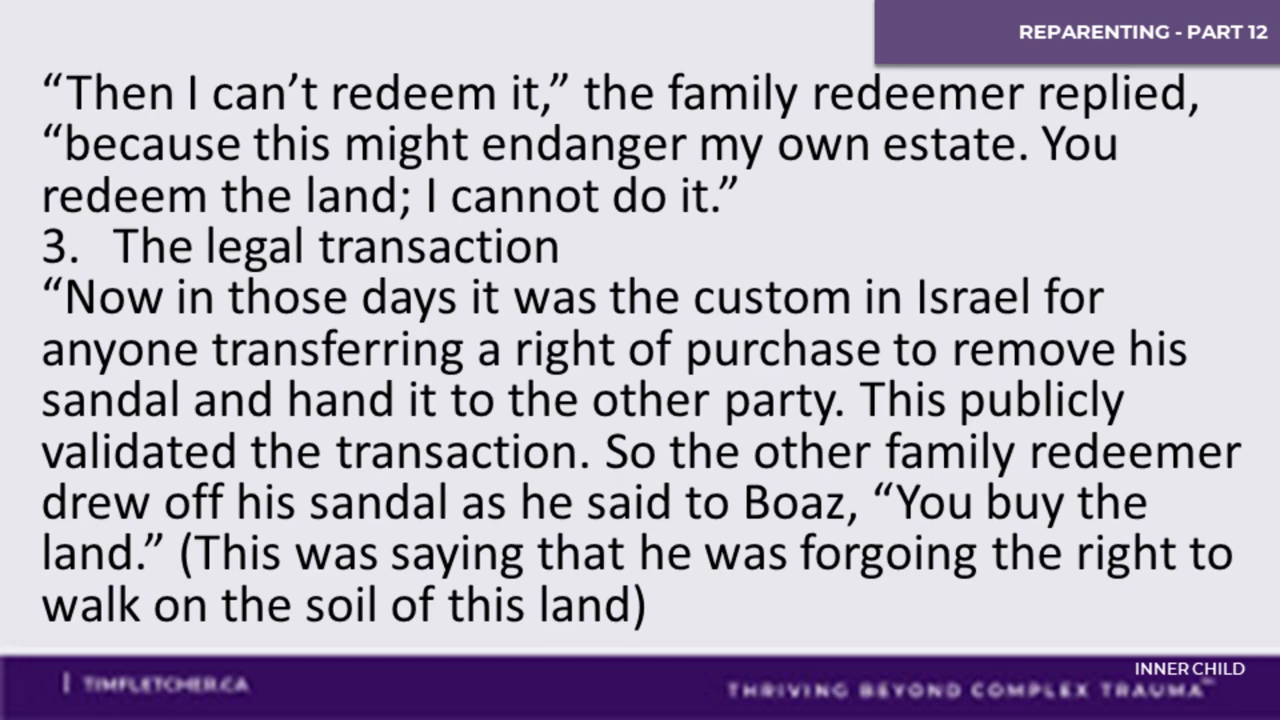 REPARENTING - PART 12
“Then I can’t redeem it,” the family redeemer replied,
“because this might endanger my own estate. You
redeem the land; I cannot do it.”
3. The legal transaction
“Now in those days it was the custom in Israel for
anyone transferring a right of purchase to remove his
sandal and hand it to the other party. This publicly
validated the transaction. So the other family redeemer
drew off his sandal as he said to Boaz, “You buy the
land.” (This was saying that he was forgoing the right to
walk on the soil of this land)
INNER CHILD
| TIMFLETCHER.CA
THRIVING BEYOND COMPLEX TRAUMA